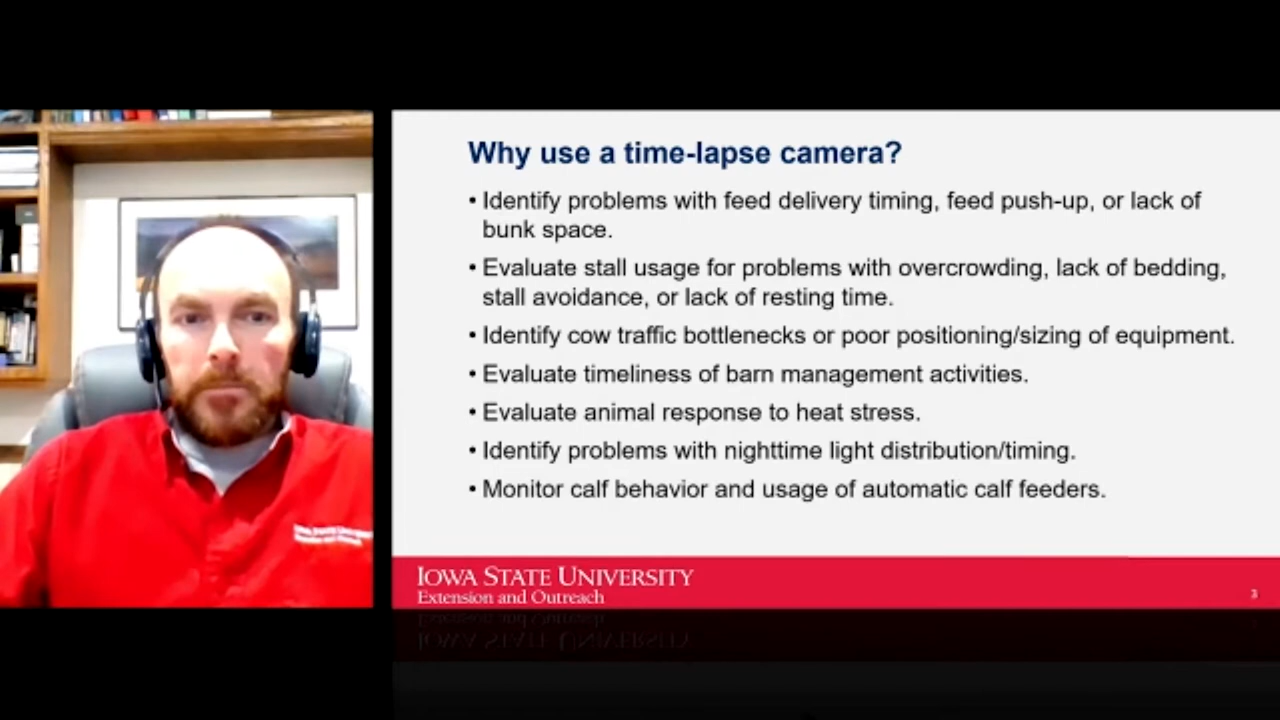 Why use a time-lapse camera?
• Identify problems with feed delivery timing, feed push-up, or lack of
bunk space.
• Evaluate stall usage for problems with overcrowding, lack of bedding,
stall avoidance, or lack of resting time.
• Identify cow traffic bottlenecks or poor positioning/sizing of equipment.
• Evaluate timeliness of barn management activities.
• Evaluate animal response to heat stress.
• Identify problems with nighttime light distribution/timing.
• Monitor calf behavior and usage of automatic calf feeders.
IOWA STATE UNIVERSITY
Extension and Outreach
3